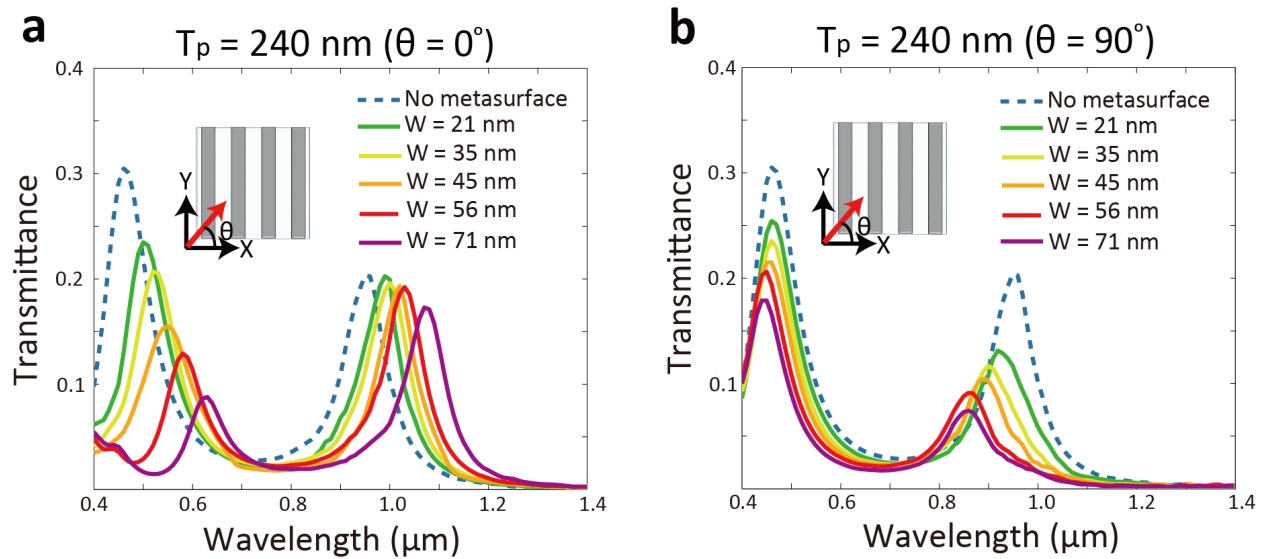 a
Tp = 240 nm (θ = 0°)
0.4
0.3
0.2
0.1
Transmittance
No metasurface
W = 21 nm
W = 35 nm
W = 45 nm
W = 56 nm
W = 71 nm
Y
θ
X
0.4
0.6
0.8
1.0
1.2
1.4
Wavelength (μm)
b
Tp = 240 nm (θ = 90°)
0.4
0.3
0.2
0.1
Transmittance
No metasurface
W = 21 nm
W = 35 nm
W = 45 nm
W = 56 nm
W = 71 nm
Y
θ
X
0.4
0.6
0.8
1.0
1.2
1.4
Wavelength (μm)